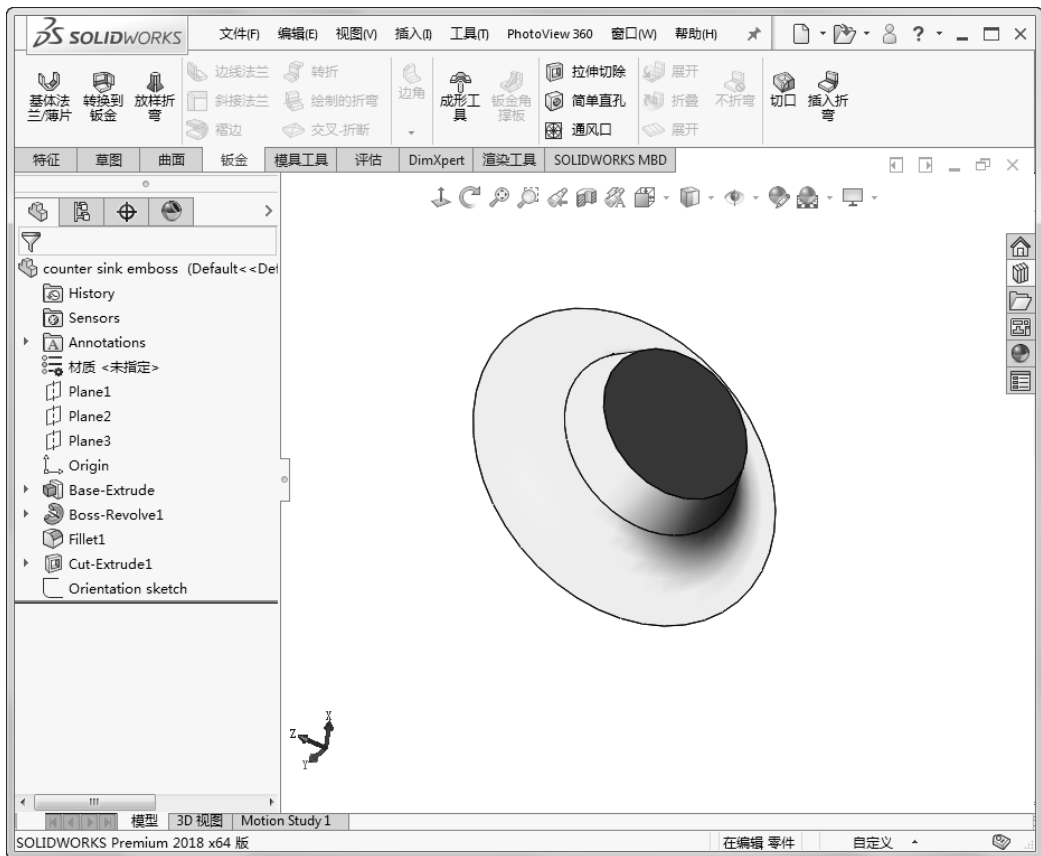 SOLIDWORKS 文件(F) 编辑(E) 视图(V) 插入(I) 工具(T) PhotoView 360 窗口(W) 帮助(H) ?
基体法兰/薄片 转换到钣金 放样折弯 边线法兰 转折 边角 成形工具 钣金角撑板 拉伸切除 展开 不折弯 切口 插入折弯
斜接法兰 绘制的折弯 简单直孔 折叠
褶边 交叉-折断 通风口 展开
特征 草图 曲面 钣金 模具工具 评估 DimXpert 渲染工具 SOLIDWORKS MBD
counter sink emboss (Default<<Def
History
Sensors
A Annotations
材质 <未指定>
Plane1
Plane2
Plane3
Origin
Base-Extrude
Boss-Revolve1
Fillet1
Cut-Extrude1
Orientation sketch
X
Z
Y
模型 3D 视图 Motion Study 1
SOLIDWORKS Premium 2018 x64 版 在编辑 零件 自定义